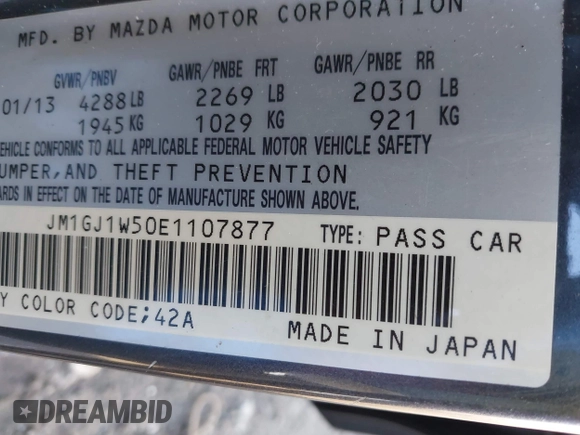 MFD. BY MAZDA MOTOR CORPORATION
GVWR/PNBV GAWR/PNBE FRT GAWR/PNBE RR
01/13 4288 LB 2269 LB 2030 LB
1945 KG 1029 KG 921 KG
VEHICLE CONFORMS TO ALL APPLICABLE FEDERAL MOTOR VEHICLE SAFETY
UMPER, AND THEFT PREVENTION
ARDS IN EFFECT ON THE DATE OF MANUFACTURE SHOWN ABOVE.
JM1GJ1W50E1107877 TYPE: PASS CAR
Y COLOR CODE; 42A
MADE IN JAPAN
DREAMBID